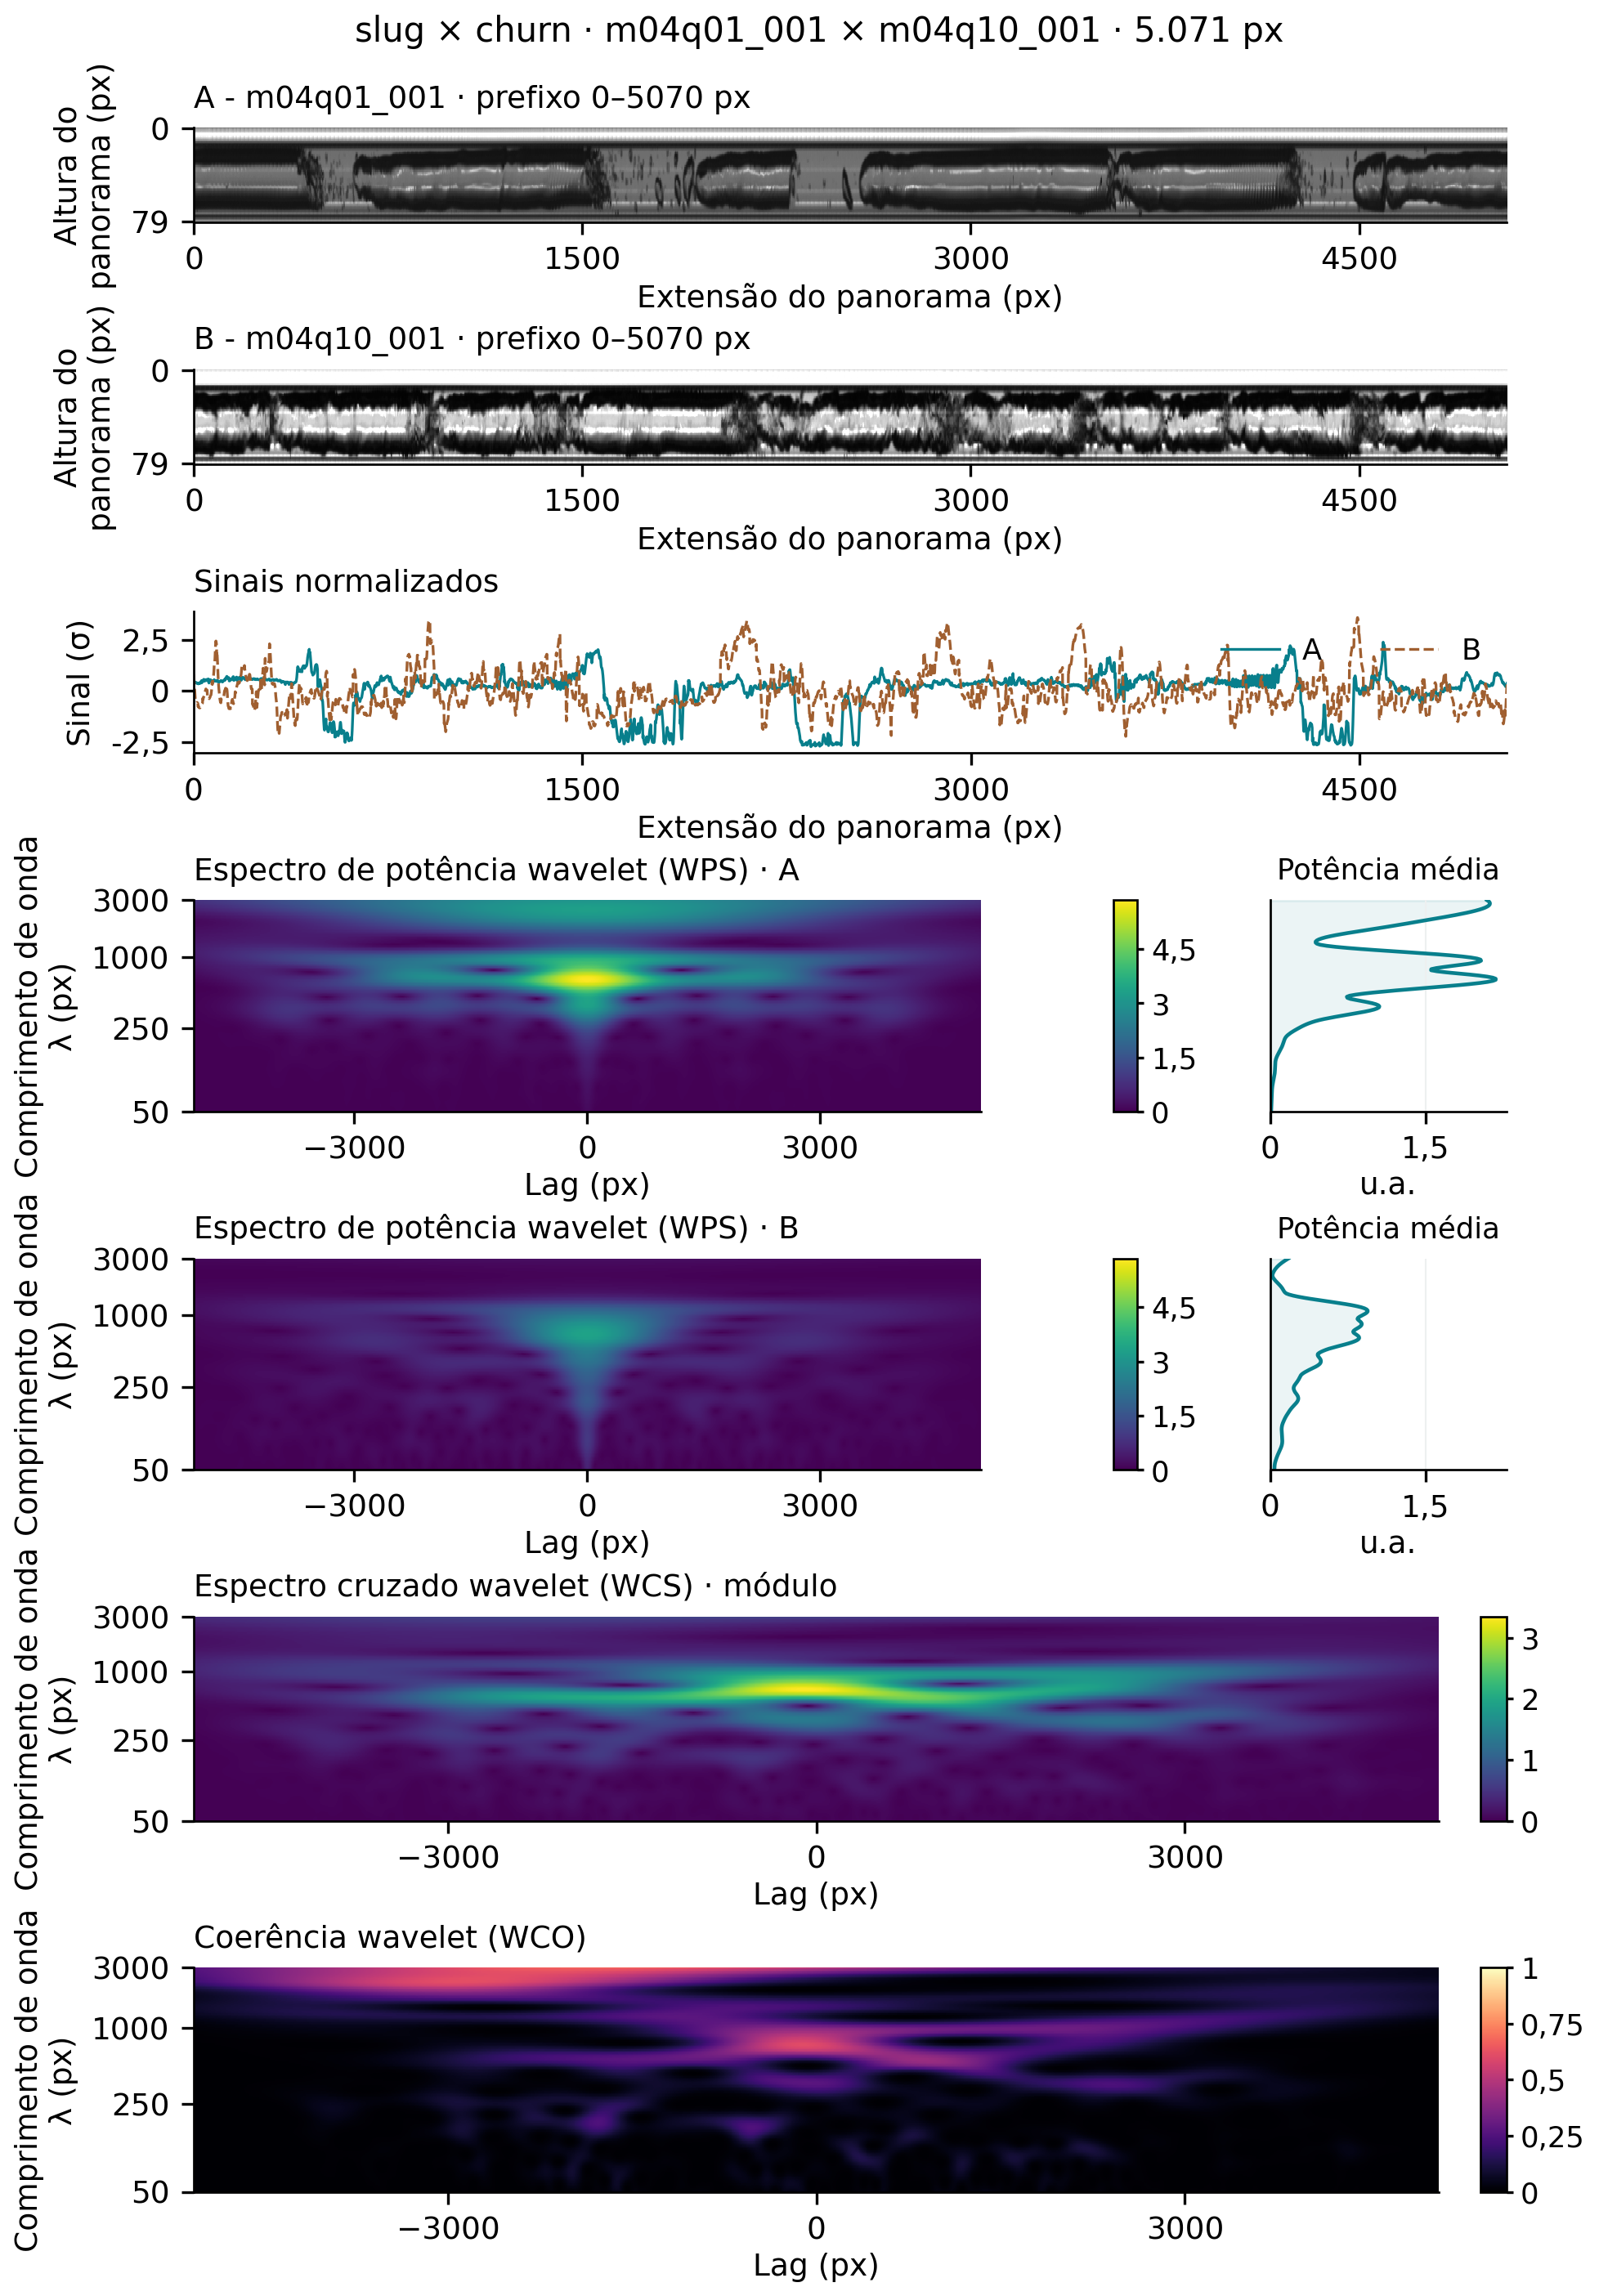 slug × churn · m04q01_001 × m04q10_001 · 5.071 px
A - m04q01_001 · prefixo 0–5070 px
Altura do
panorama (px)
0
79
0
1500
3000
4500
Extensão do panorama (px)
B - m04q10_001 · prefixo 0–5070 px
Altura do
panorama (px)
0
79
0
1500
3000
4500
Extensão do panorama (px)
Sinais normalizados
Sinal (σ)
2,5
0
-2,5
A
B
0
1500
3000
4500
Extensão do panorama (px)
Espectro de potência wavelet (WPS) · A
Comprimento de onda
λ (px)
3000
1000
250
50
−3000
0
3000
Lag (px)
4,5
3
1,5
0
Potência média
0
1,5
u.a.
Espectro de potência wavelet (WPS) · B
Comprimento de onda
λ (px)
3000
1000
250
50
−3000
0
3000
Lag (px)
4,5
3
1,5
0
Potência média
0
1,5
u.a.
Espectro cruzado wavelet (WCS) · módulo
Comprimento de onda
λ (px)
3000
1000
250
50
−3000
0
3000
Lag (px)
3
2
1
0
Coerência wavelet (WCO)
Comprimento de onda
λ (px)
3000
1000
250
50
−3000
0
3000
Lag (px)
1
0,75
0,5
0,25
0